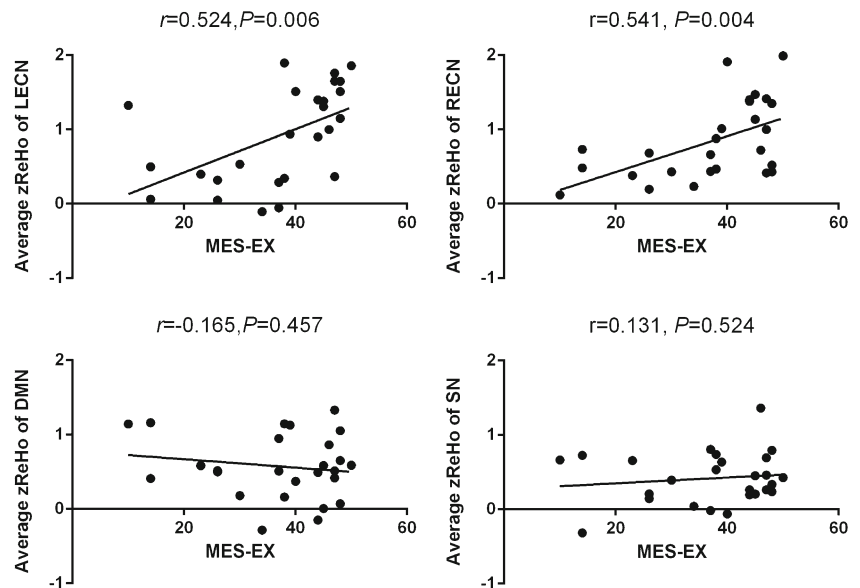 r=0.524,P=0.006
2
1
0
-1
20
40
60
Average zReHo of LECN
MES-EX
r=0.541, P=0.004
2
1
0
-1
20
40
60
Average zReHo of RECN
MES-EX
r=-0.165,P=0.457
2
1
0
-1
20
40
60
Average zReHo of DMN
MES-EX
r=0.131, P=0.524
2
1
0
-1
20
40
60
Average zReHo of SN
MES-EX